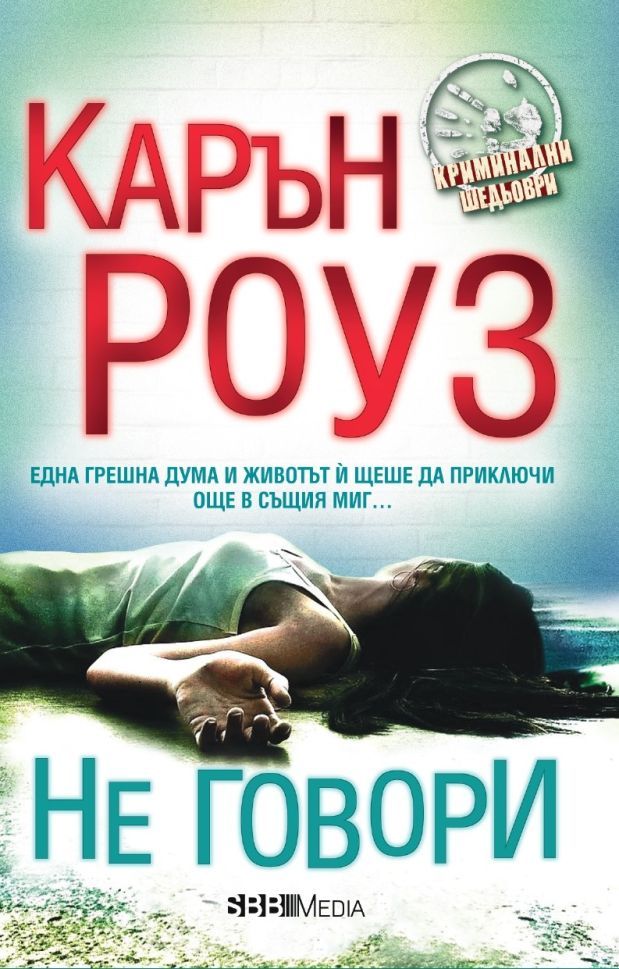 КАРЪН
РОУЗ
КРИМИНАЛНИ
ШЕДЬОВРИ
ЕДНА ГРЕШНА ДУМА И ЖИВОТЪТ Ѝ ЩЕШЕ ДА ПРИКЛЮЧИ
ОЩЕ В СЪЩИЯ МИГ...
НЕ ГОВОРИ
SBB MEDIA